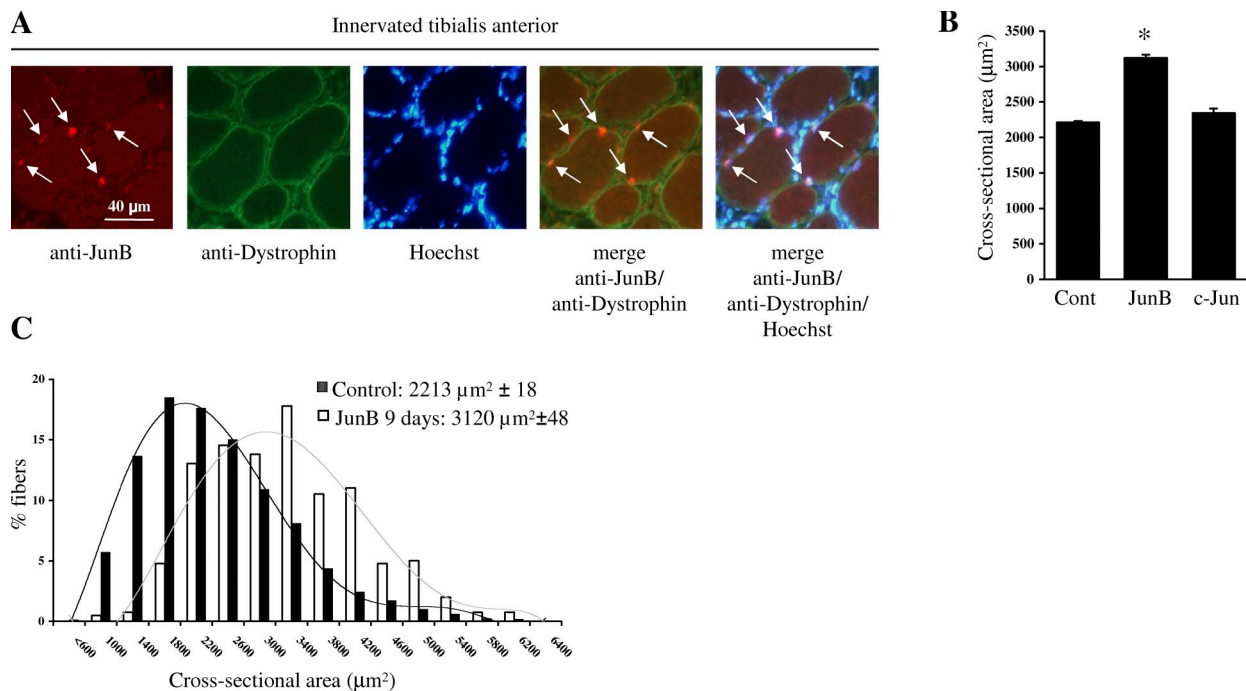 A
Innervated tibialis anterior
40 μm
anti-JunB
anti-Dystrophin
Hoechst
merge
anti-JunB/
anti-Dystrophin
merge
anti-JunB/
anti-Dystrophin/
Hoechst
B
Cross-sectional area (μm²)
3500
3000
2500
2000
1500
1000
500
0
*
Cont
JunB
c-Jun
C
% fibers
20
15
10
5
0
Control: 2213 μm² ± 18
JunB 9 days: 3120 μm²±48
<600
1000
1400
1800
2200
2600
3000
3400
3800
4200
4600
5000
5400
5800
6200
6400
Cross-sectional area (μm²)